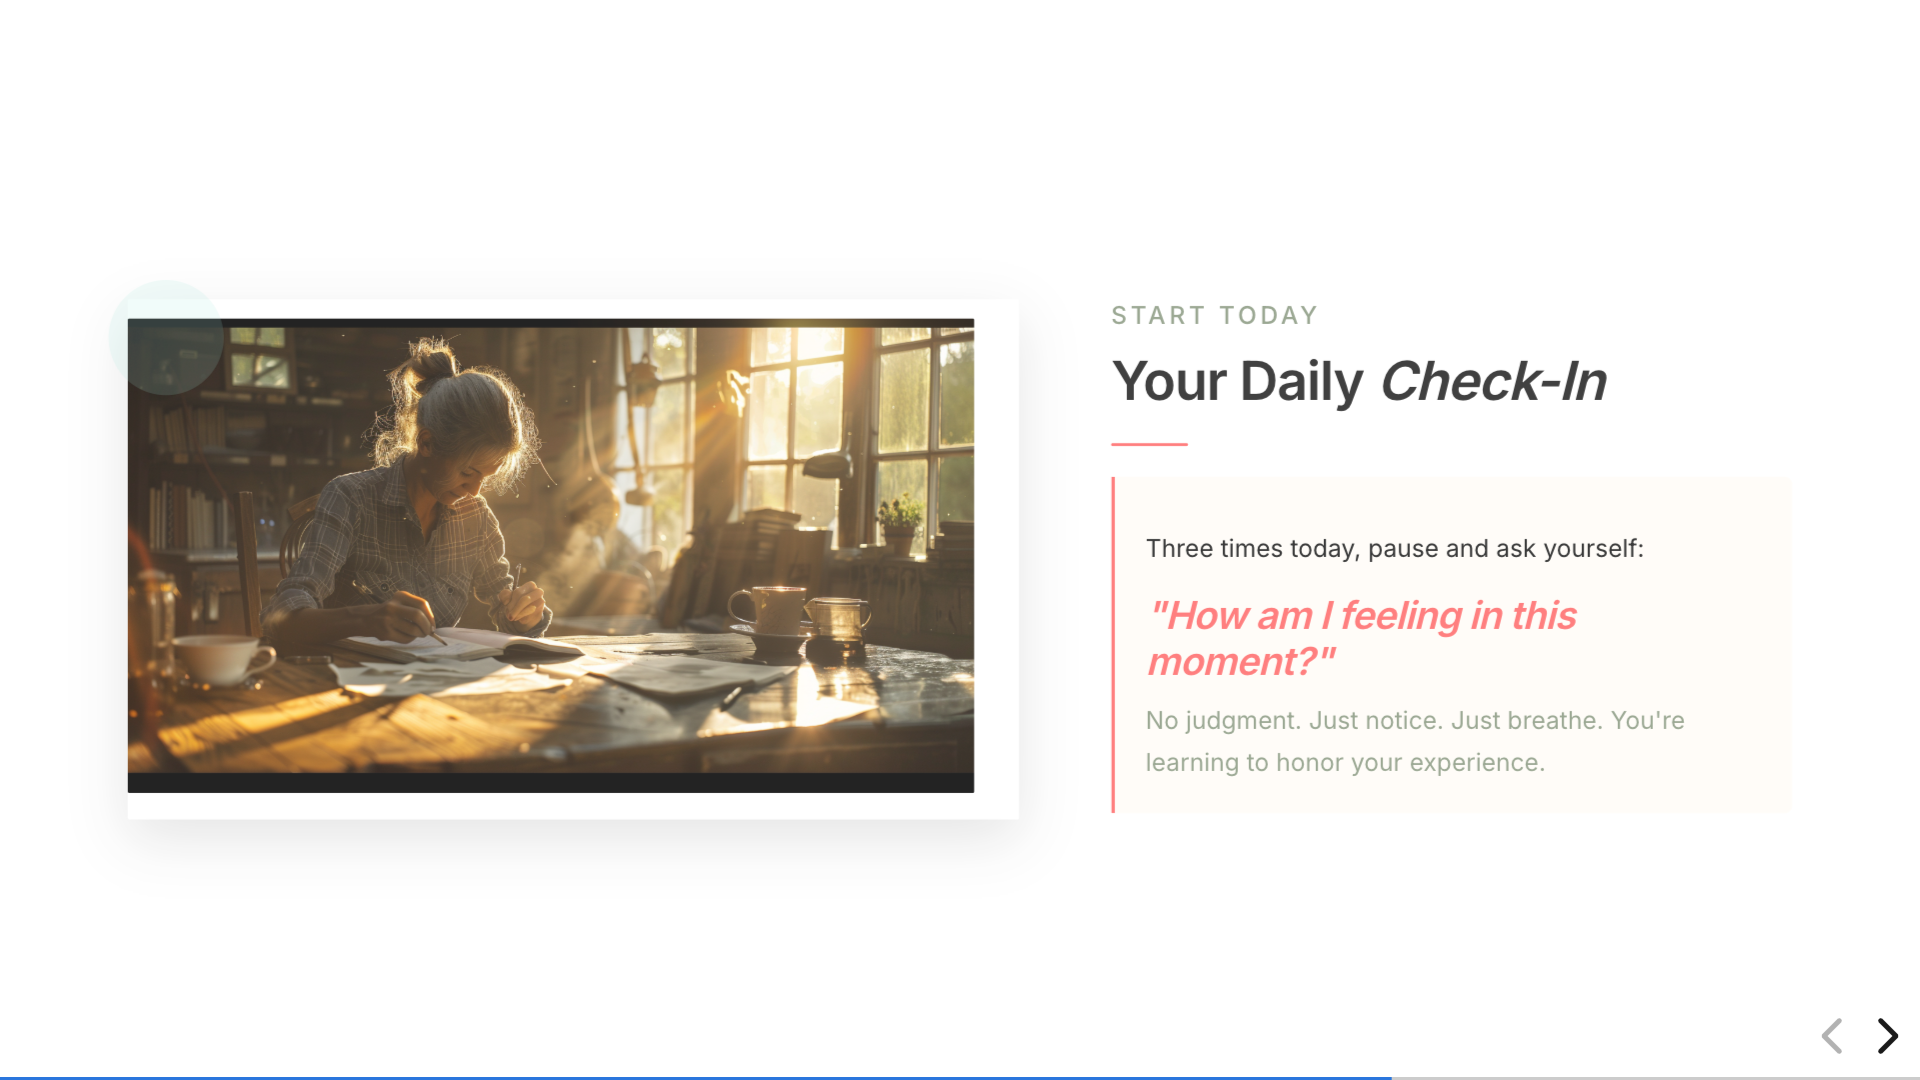 START TODAY
Your Daily Check-In
Three times today, pause and ask yourself:
"How am I feeling in this
moment?"
No judgment. Just notice. Just breathe. You're
learning to honor your experience.